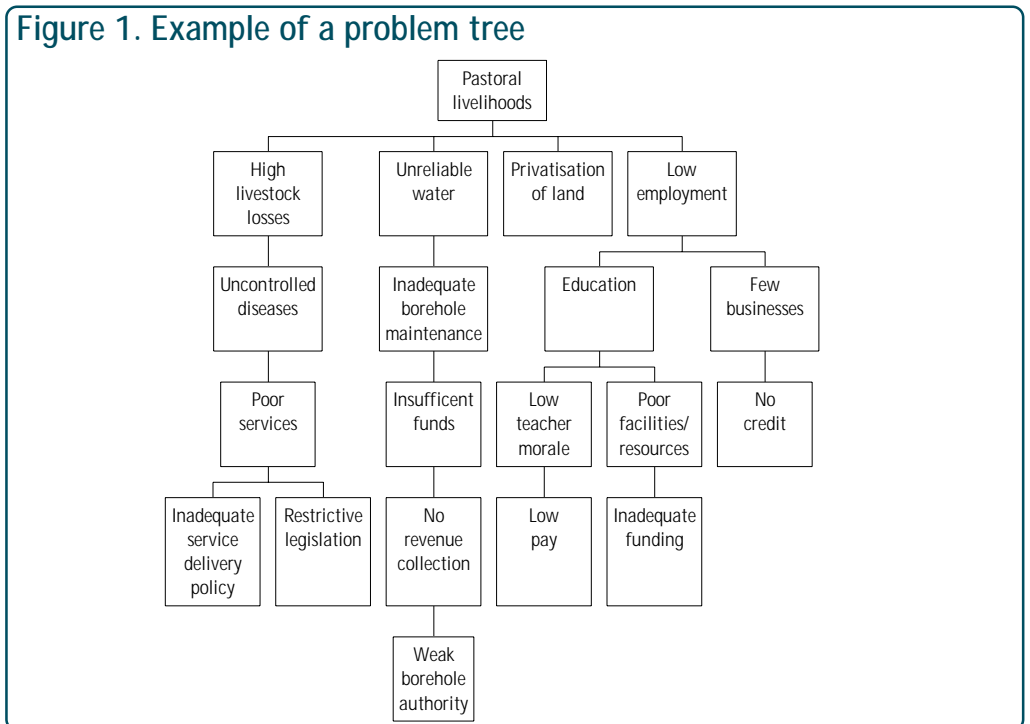 Figure 1. Example of a problem tree
Pastoral
livelihoods
High
livestock
losses
Unreliable
water
Privatisation
of land
Low
employment
Uncontrolled
diseases
Inadequate
borehole
maintenance
Education
Few
businesses
Poor
services
Insufficent
funds
Low
teacher
morale
Poor
facilities/
resources
No
credit
Inadequate
service
delivery
policy
Restrictive
legislation
No
revenue
collection
Low
pay
Inadequate
funding
Weak
borehole
authority